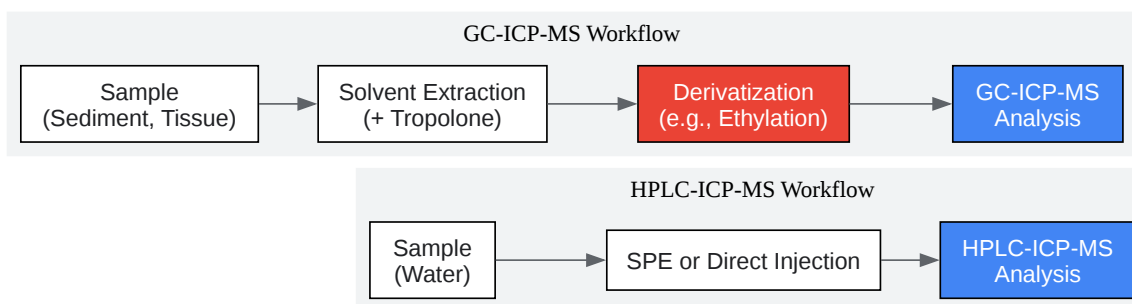 GC-ICP-MS Workflow
Sample
(Sediment, Tissue)
Solvent Extraction
(+ Tropolone)
Derivatization
(e.g., Ethylation)
GC-ICP-MS
Analysis
HPLC-ICP-MS Workflow
Sample
(Water)
SPE or Direct Injection
HPLC-ICP-MS
Analysis